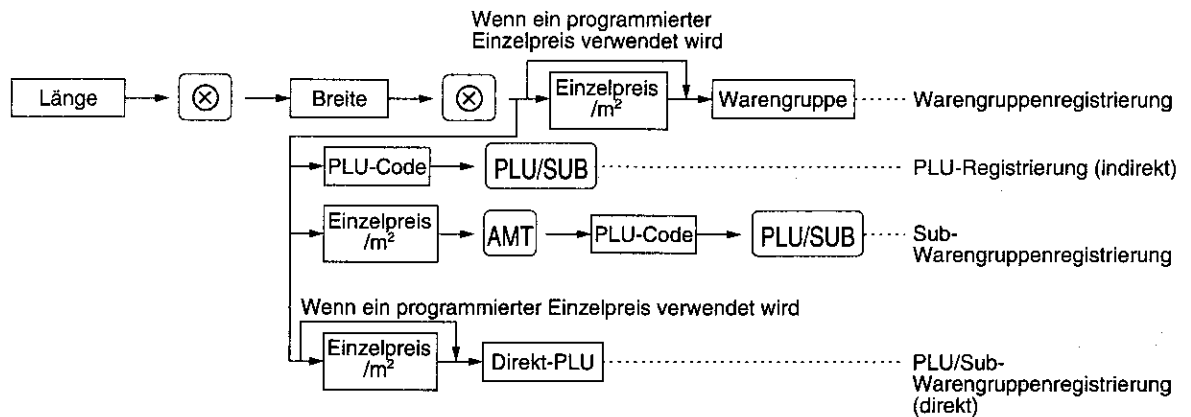 Wenn ein programmierter
Einzelpreis verwendet wird
Länge ⊗ Breite ⊗ Einzelpreis /m² Warengruppe Warengruppenregistrierung
PLU-Code PLU/SUB PLU-Registrierung (indirekt)
Einzelpreis /m² AMT PLU-Code PLU/SUB Sub-
Warengruppenregistrierung
Wenn ein programmierter Einzelpreis verwendet wird
Einzelpreis /m² Direkt-PLU PLU/Sub-
Warengruppenregistrierung
(direkt)